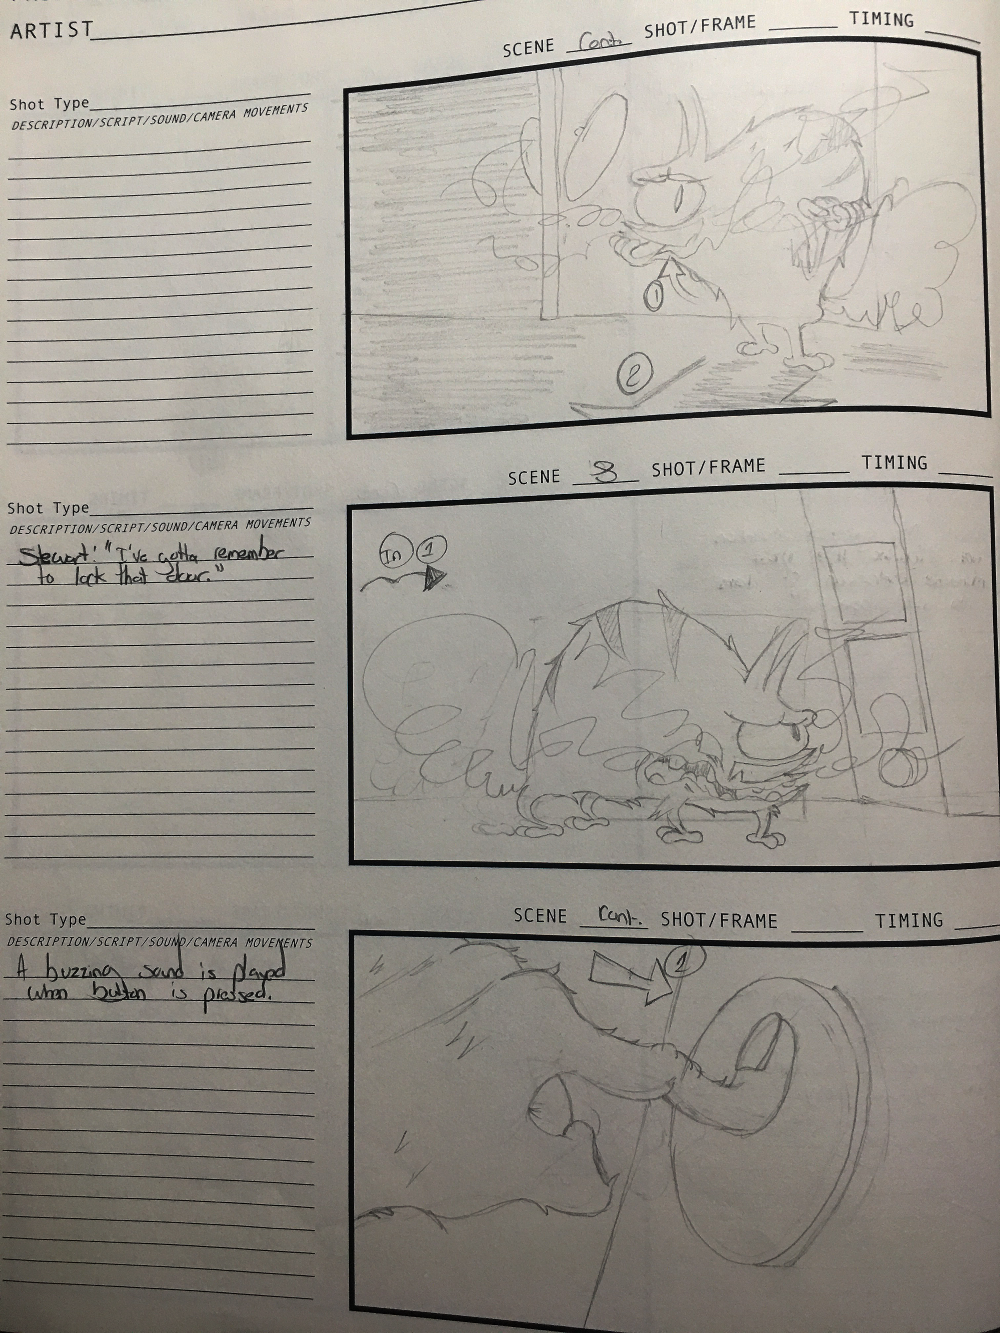 ARTIST
SCENE Cont. SHOT/FRAME TIMING
Shot Type
DESCRIPTION/SCRIPT/SOUND/CAMERA MOVEMENTS
1
2
SCENE 8 SHOT/FRAME TIMING
Shot Type
DESCRIPTION/SCRIPT/SOUND/CAMERA MOVEMENTS
Stewart: "I've gotta remember
to lock that door."
In 1
SCENE Cont. SHOT/FRAME TIMING
Shot Type
DESCRIPTION/SCRIPT/SOUND/CAMERA MOVEMENTS
A buzzing sound is played
when button is pressed.
1